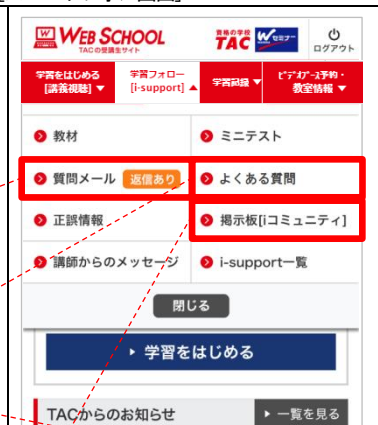 WEB SCHOOL
TACの受講生サイト
資格の学校 TAC Wセミナー
ログアウト
学習をはじめる [講義視聴] ▼
学習フォロー [i-support] ▲
学習記録 ▼
ビデオブース予約・教室情報 ▼
教材
ミニテスト
質問メール 返信あり
よくある質問
正誤情報
掲示板[iコミュニティ]
講師からのメッセージ
i-support一覧
閉じる
学習をはじめる
TACからのお知らせ
一覧を見る